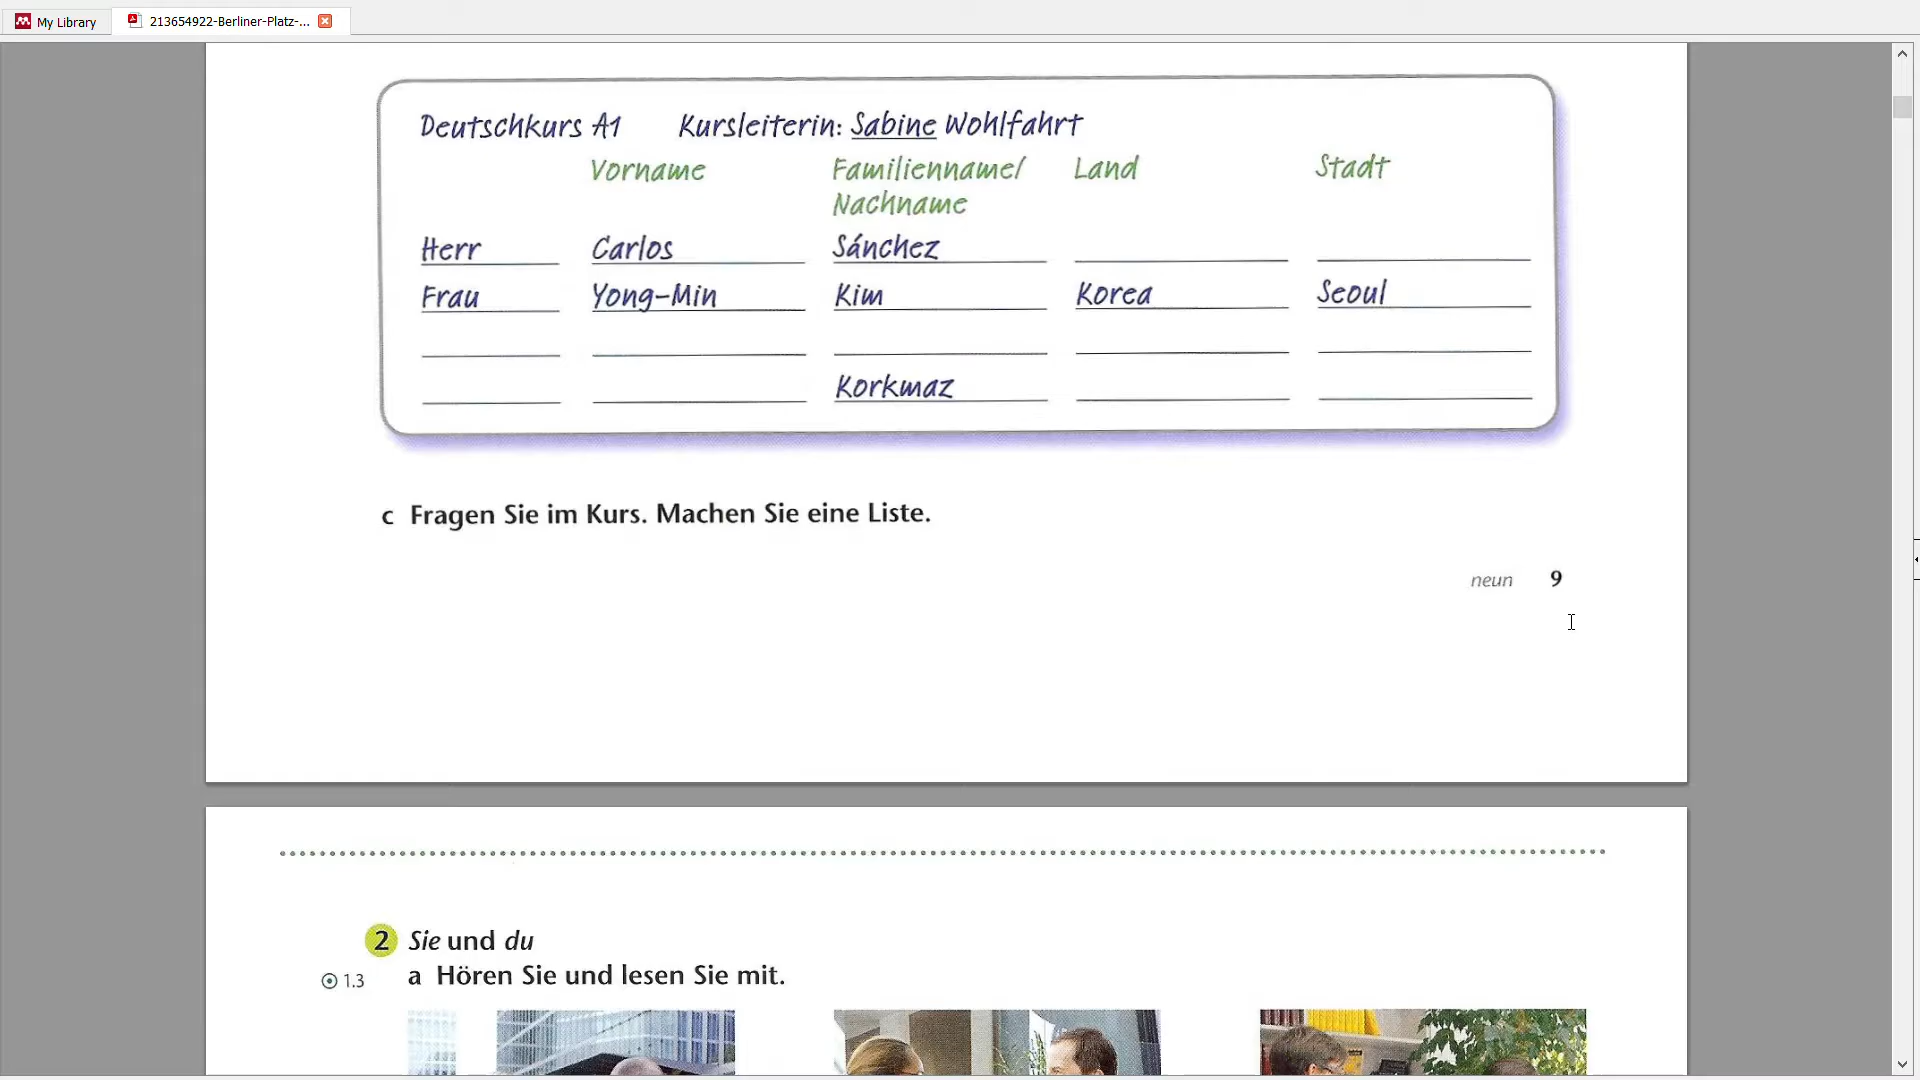 My Library
213654922-Berliner-Platz-...
Deutschkurs A1 Kursleiterin: Sabine Wohlfahrt
Vorname Familienname/ Land Stadt
Nachname
Herr Carlos Sánchez
Frau Yong-Min Kim Korea Seoul
Korkmaz
c Fragen Sie im Kurs. Machen Sie eine Liste.
neun 9
2 Sie und du
1.3 a Hören Sie und lesen Sie mit.